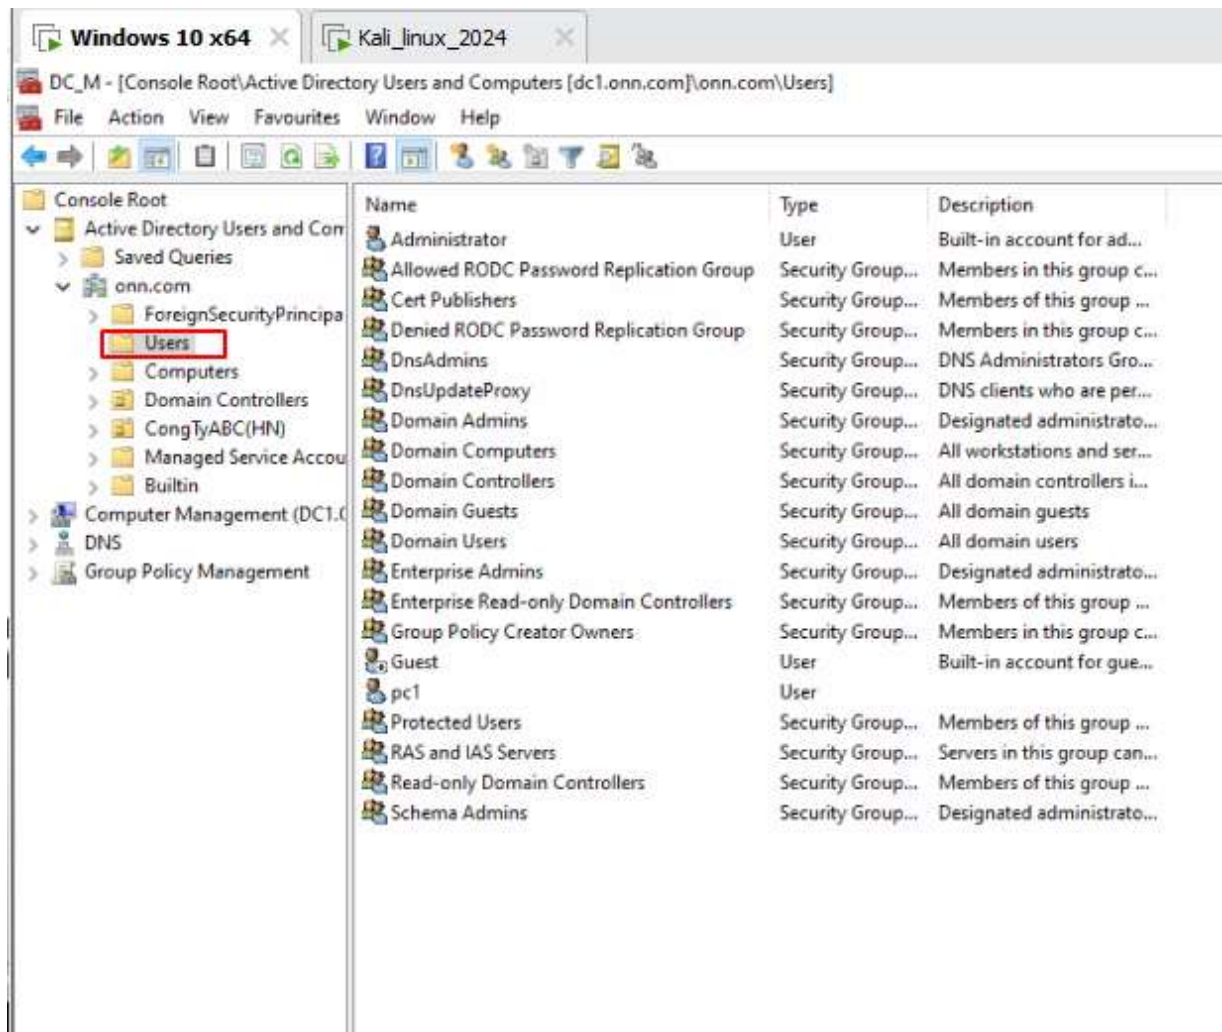 Windows 10 x64 Kali_linux_2024
DC_M - [Console Root\Active Directory Users and Computers [dc1.onn.com]\onn.com\Users]
File Action View Favourites Window Help
Console Root
Active Directory Users and Com
Saved Queries
onn.com
ForeignSecurityPrincipa
Users
Computers
Domain Controllers
CongTyABC(HN)
Managed Service Accou
Builtin
Computer Management (DC1.
DNS
Group Policy Management
Name Type Description
Administrator User Built-in account for ad...
Allowed RODC Password Replication Group Security Group... Members in this group c...
Cert Publishers Security Group... Members of this group ...
Denied RODC Password Replication Group Security Group... Members in this group c...
DnsAdmins Security Group... DNS Administrators Gro...
DnsUpdateProxy Security Group... DNS clients who are per...
Domain Admins Security Group... Designated administrato...
Domain Computers Security Group... All workstations and ser...
Domain Controllers Security Group... All domain controllers i...
Domain Guests Security Group... All domain guests
Domain Users Security Group... All domain users
Enterprise Admins Security Group... Designated administrato...
Enterprise Read-only Domain Controllers Security Group... Members of this group ...
Group Policy Creator Owners Security Group... Members in this group c...
Guest User Built-in account for gue...
pc1 User
Protected Users Security Group... Members of this group ...
RAS and IAS Servers Security Group... Servers in this group can...
Read-only Domain Controllers Security Group... Members of this group ...
Schema Admins Security Group... Designated administrato...